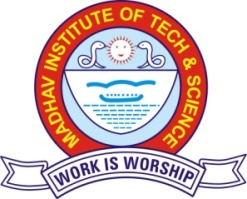 MADHAV INSTITUTE OF TECH & SCIENCE
WORK IS WORSHIP